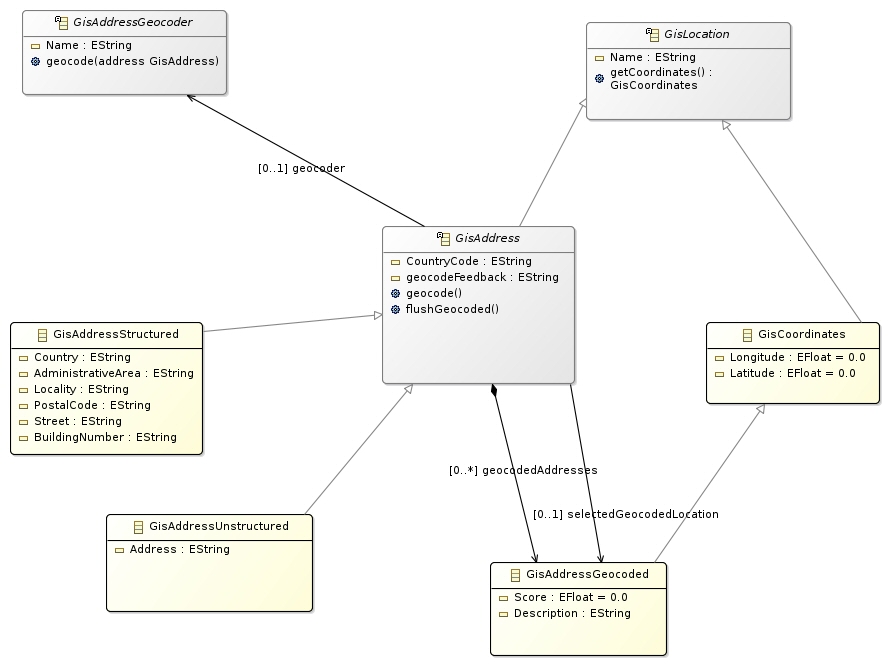 GisAddressGeocoder
Name : EString
geocode(address GisAddress)
GisLocation
Name : EString
getCoordinates() :
GisCoordinates
[0..1] geocoder
GisAddress
CountryCode : EString
geocodeFeedback : EString
geocode()
flushGeocoded()
GisAddressStructured
Country : EString
AdministrativeArea : EString
Locality : EString
PostalCode : EString
Street : EString
BuildingNumber : EString
GisCoordinates
Longitude : EFloat = 0.0
Latitude : EFloat = 0.0
[0..*] geocodedAddresses
[0..1] selectedGeocodedLocation
GisAddressUnstructured
Address : EString
GisAddressGeocoded
Score : EFloat = 0.0
Description : EString